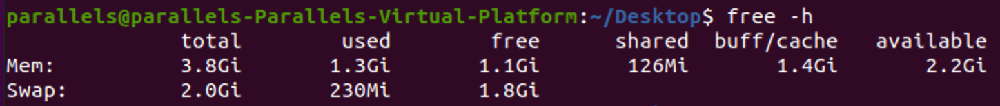 parallels@parallels-Parallels-Virtual-Platform:~/Desktop$ free -h
total used free shared buff/cache available
Mem: 3.8Gi 1.3Gi 1.1Gi 126Mi 1.4Gi 2.2Gi
Swap: 2.0Gi 230Mi 1.8Gi